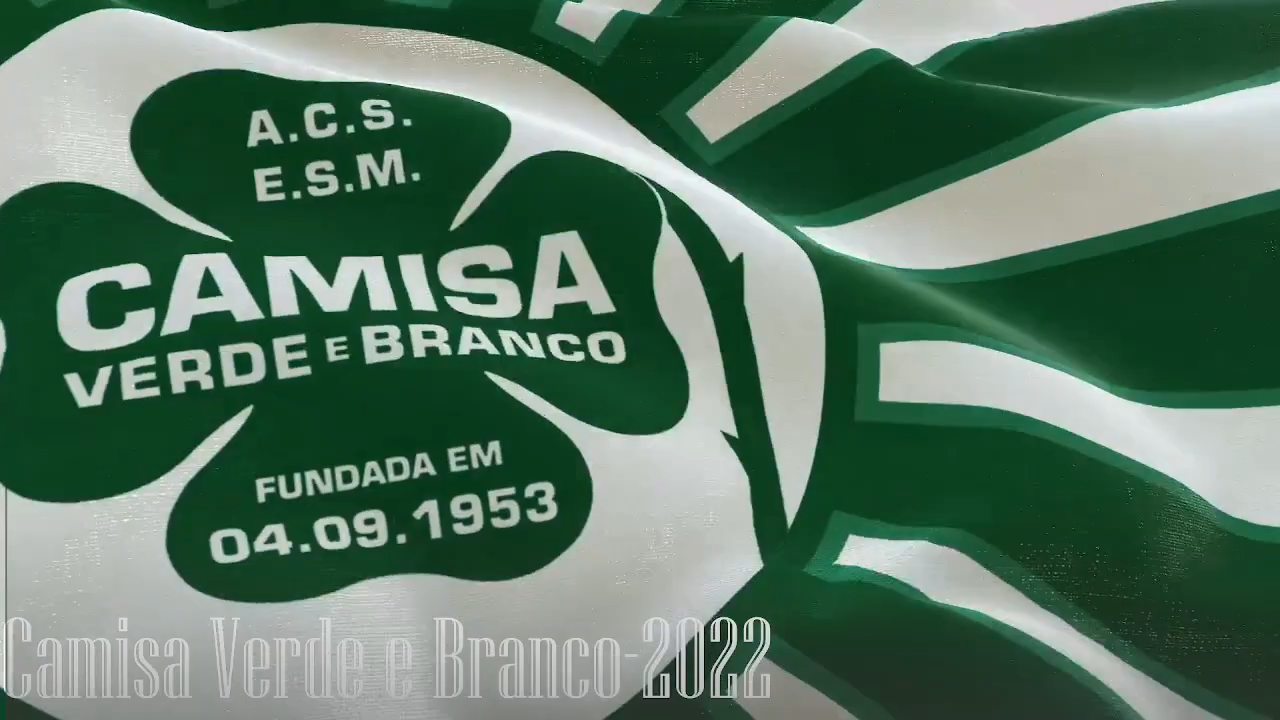 A.C.S.
E.S.M.
CAMISA
VERDE E BRANCO
FUNDADA EM
04.09.1953
Camisa Verde e Branco-2022